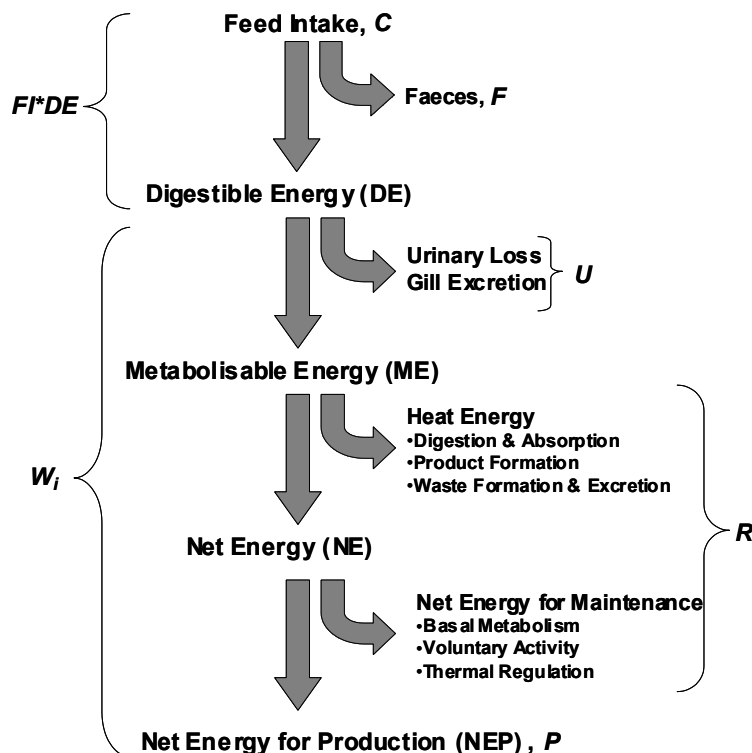 Feed Intake, C
Faeces, F
FI*DE
Digestible Energy (DE)
Urinary Loss
Gill Excretion
U
Metabolisable Energy (ME)
Heat Energy
•Digestion & Absorption
•Product Formation
•Waste Formation & Excretion
Wi
R
Net Energy (NE)
Net Energy for Maintenance
•Basal Metabolism
•Voluntary Activity
•Thermal Regulation
Net Energy for Production (NEP) , P